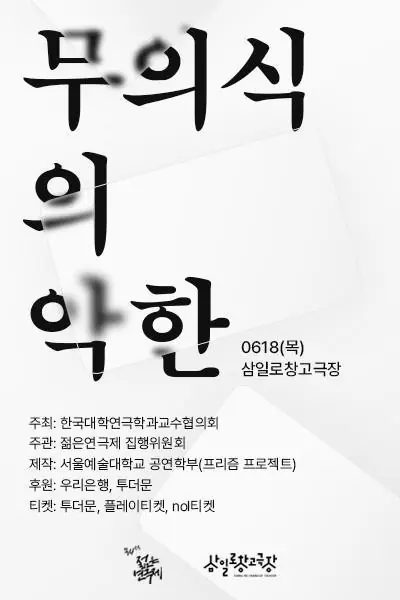 무의식
의
악한
0618(목)
삼일로창고극장
주최: 한국대학연극학과교수협의회
주관: 젊은연극제 집행위원회
제작: 서울예술대학교 공연학부(프리즘 프로젝트)
후원: 우리은행, 투더문
티켓: 투더문, 플레이티켓, nol티켓
젊은
연극제
삼일로창고극장